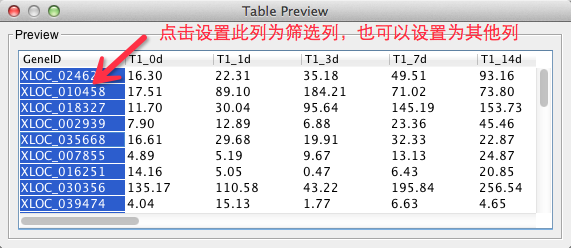 Table Preview
点击设置此列为筛选列，也可以设置为其他列
Preview
GeneID T1_0d T1_1d T1_3d T1_7d T1_14d
16.30 22.31 35.18 49.51 93.16
XLOC_010458 17.51 89.10 184.21 71.02 73.80
XLOC_018327 11.70 30.04 95.64 145.19 153.73
XLOC_002939 7.90 12.89 6.88 23.36 45.46
XLOC_035668 16.61 29.68 19.91 32.33 22.87
XLOC_007855 4.89 5.19 9.67 13.13 24.87
XLOC_016251 14.16 5.05 0.47 6.43 20.85
XLOC_030356 135.17 110.58 43.22 195.84 256.54
XLOC_039474 4.04 15.13 1.77 6.63 4.65